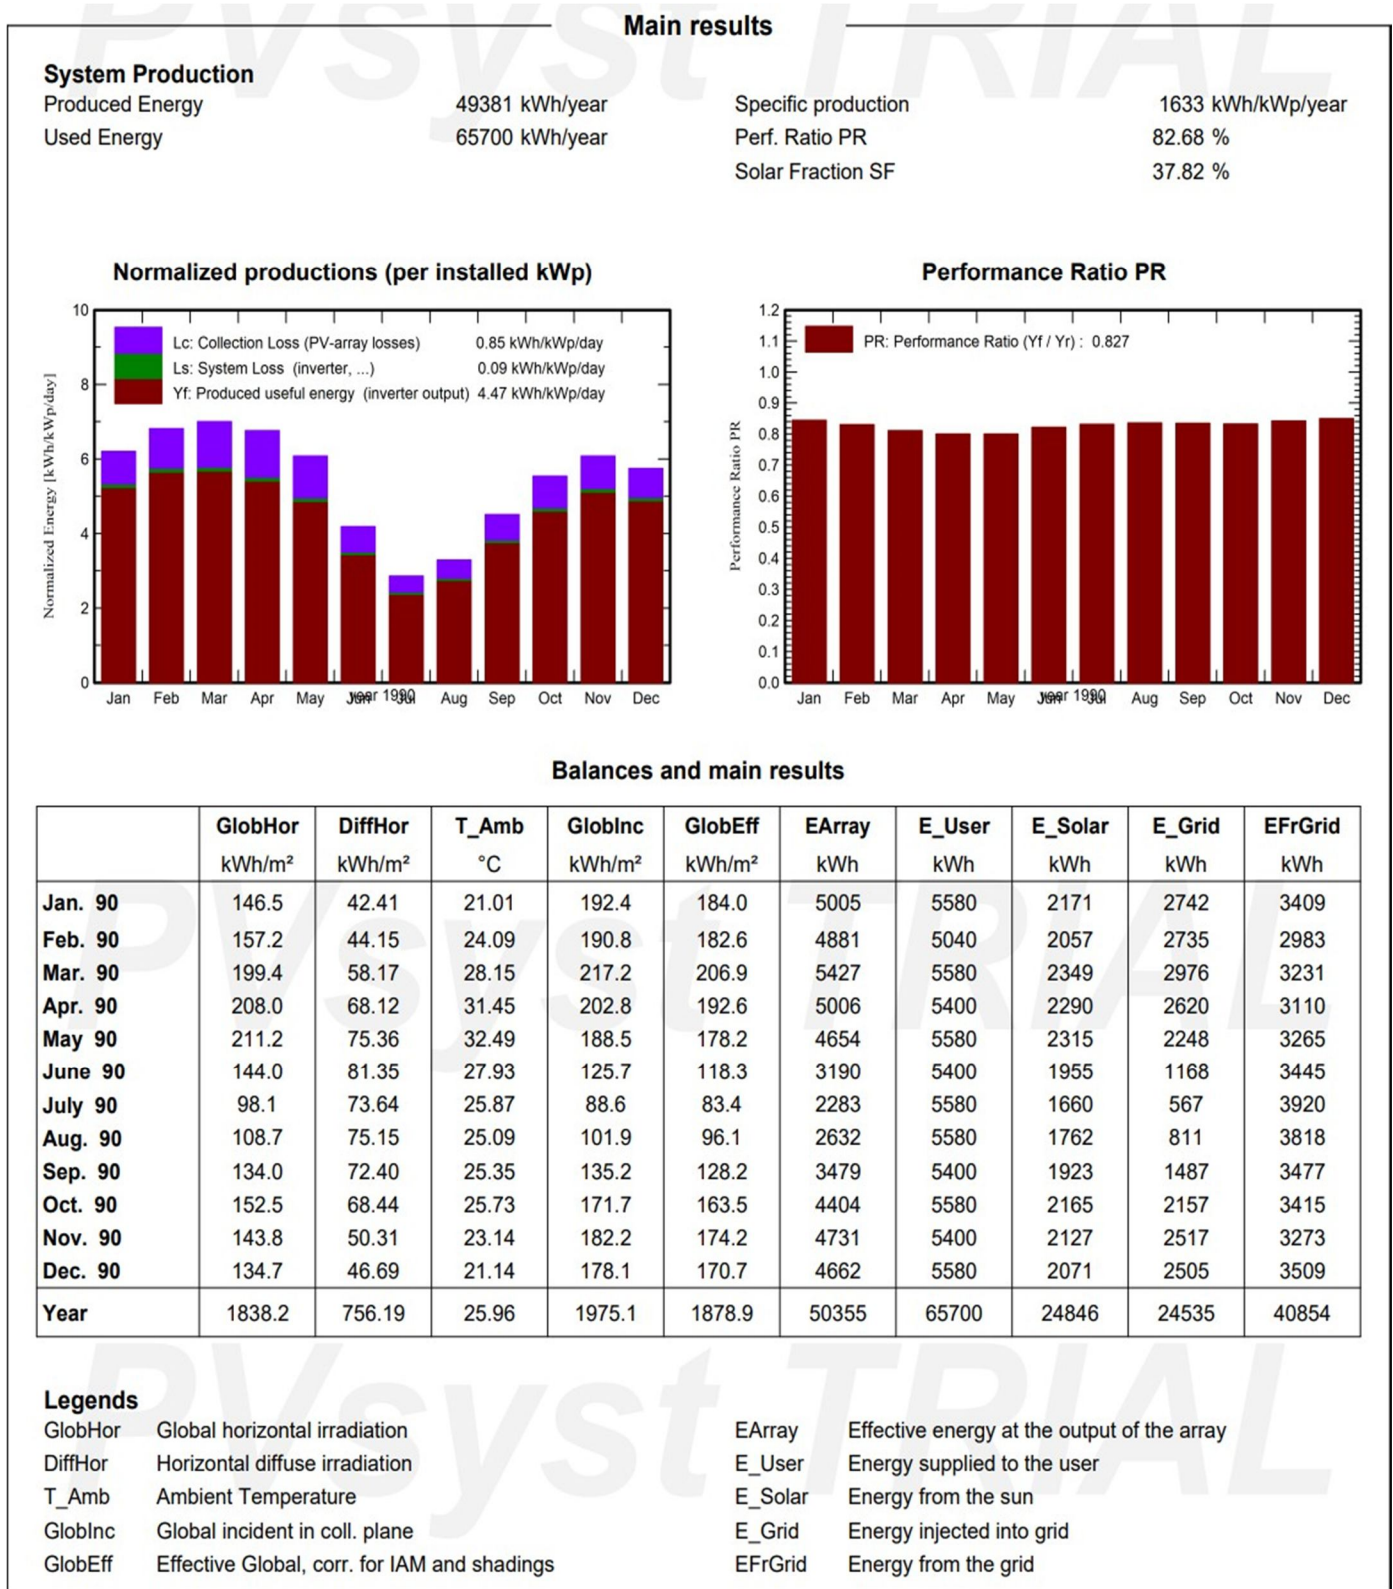 PVsyst TRIAL
Main results
System Production
Produced Energy 49381 kWh/year
Used Energy 65700 kWh/year
Specific production 1633 kWh/kWp/year
Perf. Ratio PR 82.68 %
Solar Fraction SF 37.82 %
Normalized productions (per installed kWp)
10
8
6
4
2
0
Normalized Energy [kWh/kWp/day]
Lc: Collection Loss (PV-array losses) 0.85 kWh/kWp/day
Ls: System Loss (inverter, ...) 0.09 kWh/kWp/day
Yf: Produced useful energy (inverter output) 4.47 kWh/kWp/day
Jan Feb Mar Apr May Jun Jul Aug Sep Oct Nov Dec
year 1990
Performance Ratio PR
1.2
1.1
1.0
0.9
0.8
0.7
0.6
0.5
0.4
0.3
0.2
0.1
0.0
Performance Ratio PR
PR: Performance Ratio (Yf / Yr) : 0.827
Jan Feb Mar Apr May Jun Jul Aug Sep Oct Nov Dec
year 1990
Balances and main results
GlobHor DiffHor T_Amb GlobInc GlobEff EArray E_User E_Solar E_Grid EFrGrid
kWh/m² kWh/m² °C kWh/m² kWh/m² kWh kWh kWh kWh kWh
Jan. 90 146.5 42.41 21.01 192.4 184.0 5005 5580 2171 2742 3409
Feb. 90 157.2 44.15 24.09 190.8 182.6 4881 5040 2057 2735 2983
Mar. 90 199.4 58.17 28.15 217.2 206.9 5427 5580 2349 2976 3231
Apr. 90 208.0 68.12 31.45 202.8 192.6 5006 5400 2290 2620 3110
May 90 211.2 75.36 32.49 188.5 178.2 4654 5580 2315 2248 3265
June 90 144.0 81.35 27.93 125.7 118.3 3190 5400 1955 1168 3445
July 90 98.1 73.64 25.87 88.6 83.4 2283 5580 1660 567 3920
Aug. 90 108.7 75.15 25.09 101.9 96.1 2632 5580 1762 811 3818
Sep. 90 134.0 72.40 25.35 135.2 128.2 3479 5400 1923 1487 3477
Oct. 90 152.5 68.44 25.73 171.7 163.5 4404 5580 2165 2157 3415
Nov. 90 143.8 50.31 23.14 182.2 174.2 4731 5400 2127 2517 3273
Dec. 90 134.7 46.69 21.14 178.1 170.7 4662 5580 2071 2505 3509
Year 1838.2 756.19 25.96 1975.1 1878.9 50355 65700 24846 24535 40854
PVsyst TRIAL
PVsyst TRIAL
Legends
GlobHor Global horizontal irradiation
DiffHor Horizontal diffuse irradiation
T_Amb Ambient Temperature
GlobInc Global incident in coll. plane
GlobEff Effective Global, corr. for IAM and shadings
EArray Effective energy at the output of the array
E_User Energy supplied to the user
E_Solar Energy from the sun
E_Grid Energy injected into grid
EFrGrid Energy from the grid